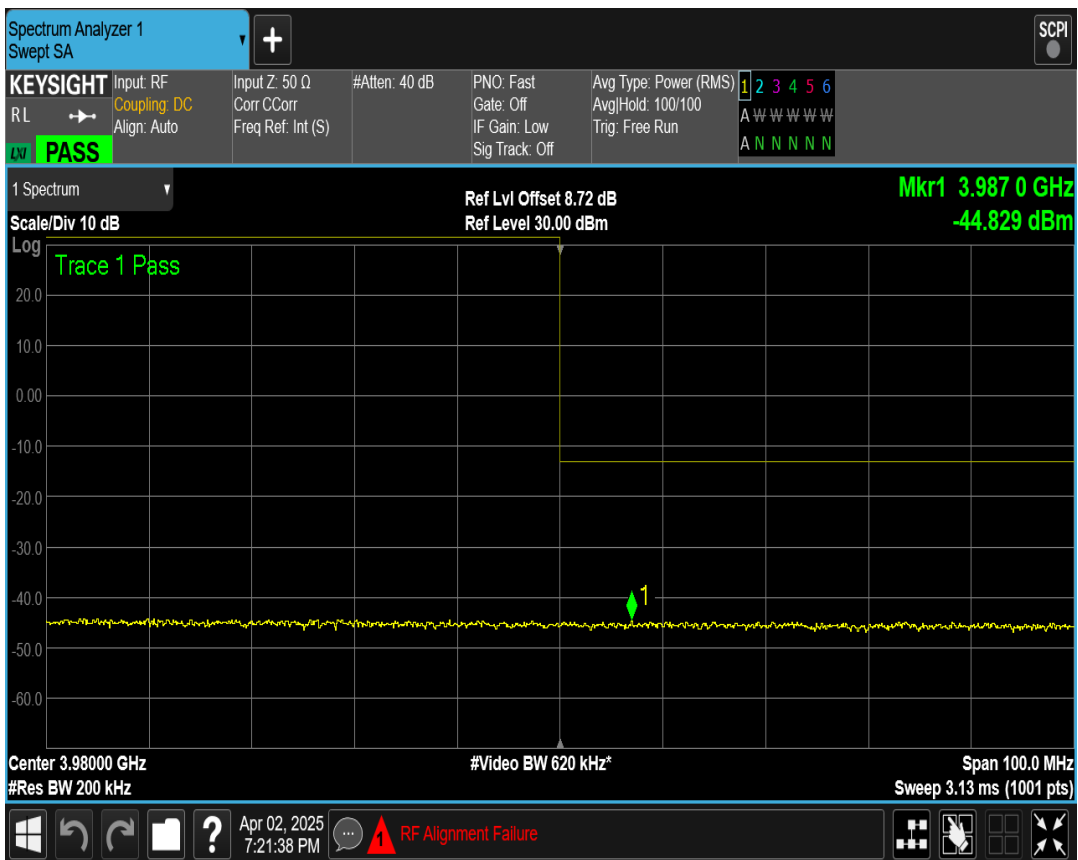 Spectrum Analyzer 1
Swept SA
+
SCPI
KEYSIGHT
RL
LXI PASS
Input: RF
Coupling: DC
Align: Auto
Input Z: 50 Ω
Corr CCorr
Freq Ref: Int (S)
#Atten: 40 dB
PNO: Fast
Gate: Off
IF Gain: Low
Sig Track: Off
Avg Type: Power (RMS)
Avg|Hold: 100/100
Trig: Free Run
1 2 3 4 5 6
A W W W W W
A N N N N N
1 Spectrum
Scale/Div 10 dB
Ref Lvl Offset 8.72 dB
Ref Level 30.00 dBm
Mkr1 3.987 0 GHz
-44.829 dBm
Log
Trace 1 Pass
20.0
10.0
0.00
-10.0
-20.0
-30.0
-40.0
1
-50.0
-60.0
Center 3.98000 GHz
#Res BW 200 kHz
#Video BW 620 kHz*
Span 100.0 MHz
Sweep 3.13 ms (1001 pts)
?
Apr 02, 2025
7:21:38 PM
1
RF Alignment Failure